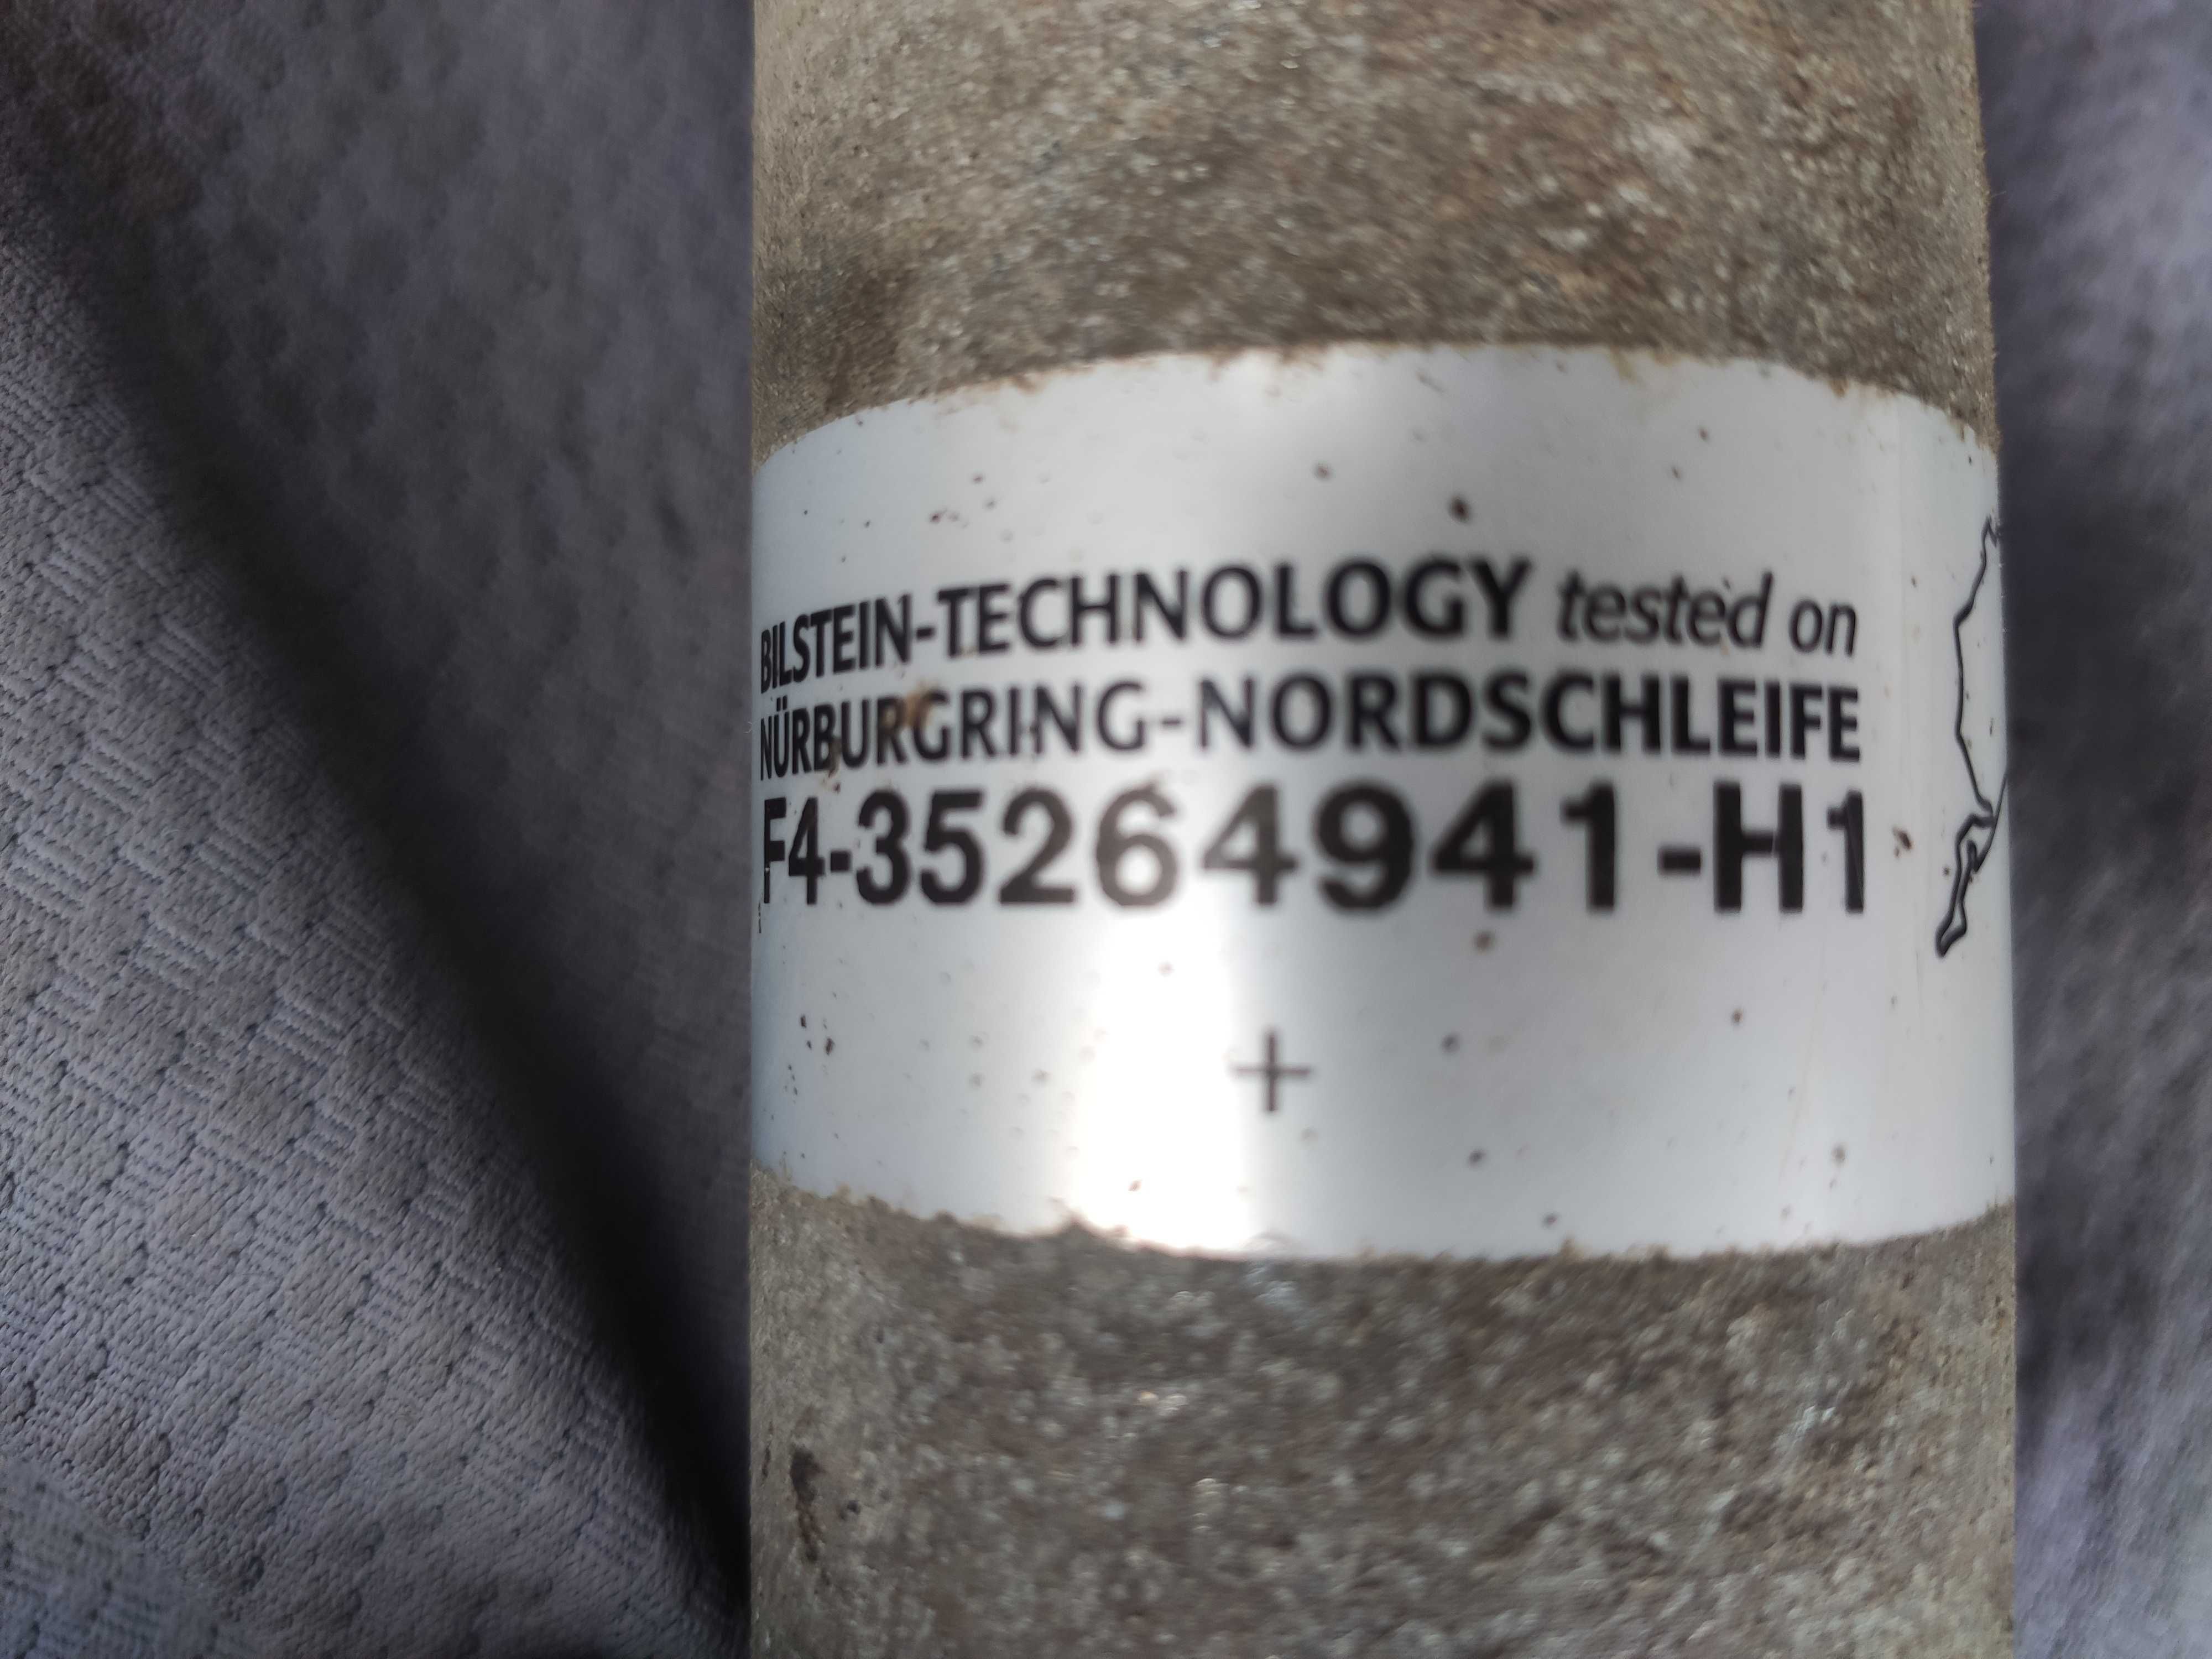 BILSTEIN-TECHNOLOGY tested on
NÜRBURGRING-NORDSCHLEIFE
F4-35264941-H1
+